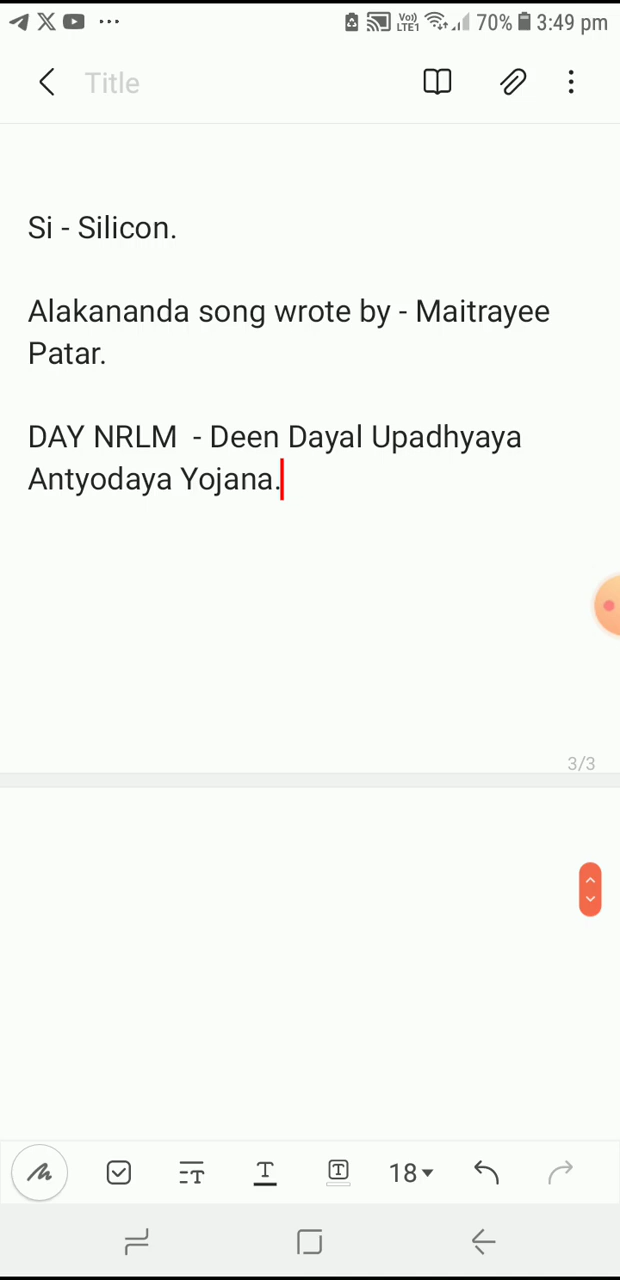 70% 3:49 pm
Title
Si - Silicon.
Alakananda song wrote by - Maitrayee
Patar.
DAY NRLM - Deen Dayal Upadhyaya
Antyodaya Yojana.
3/3
18